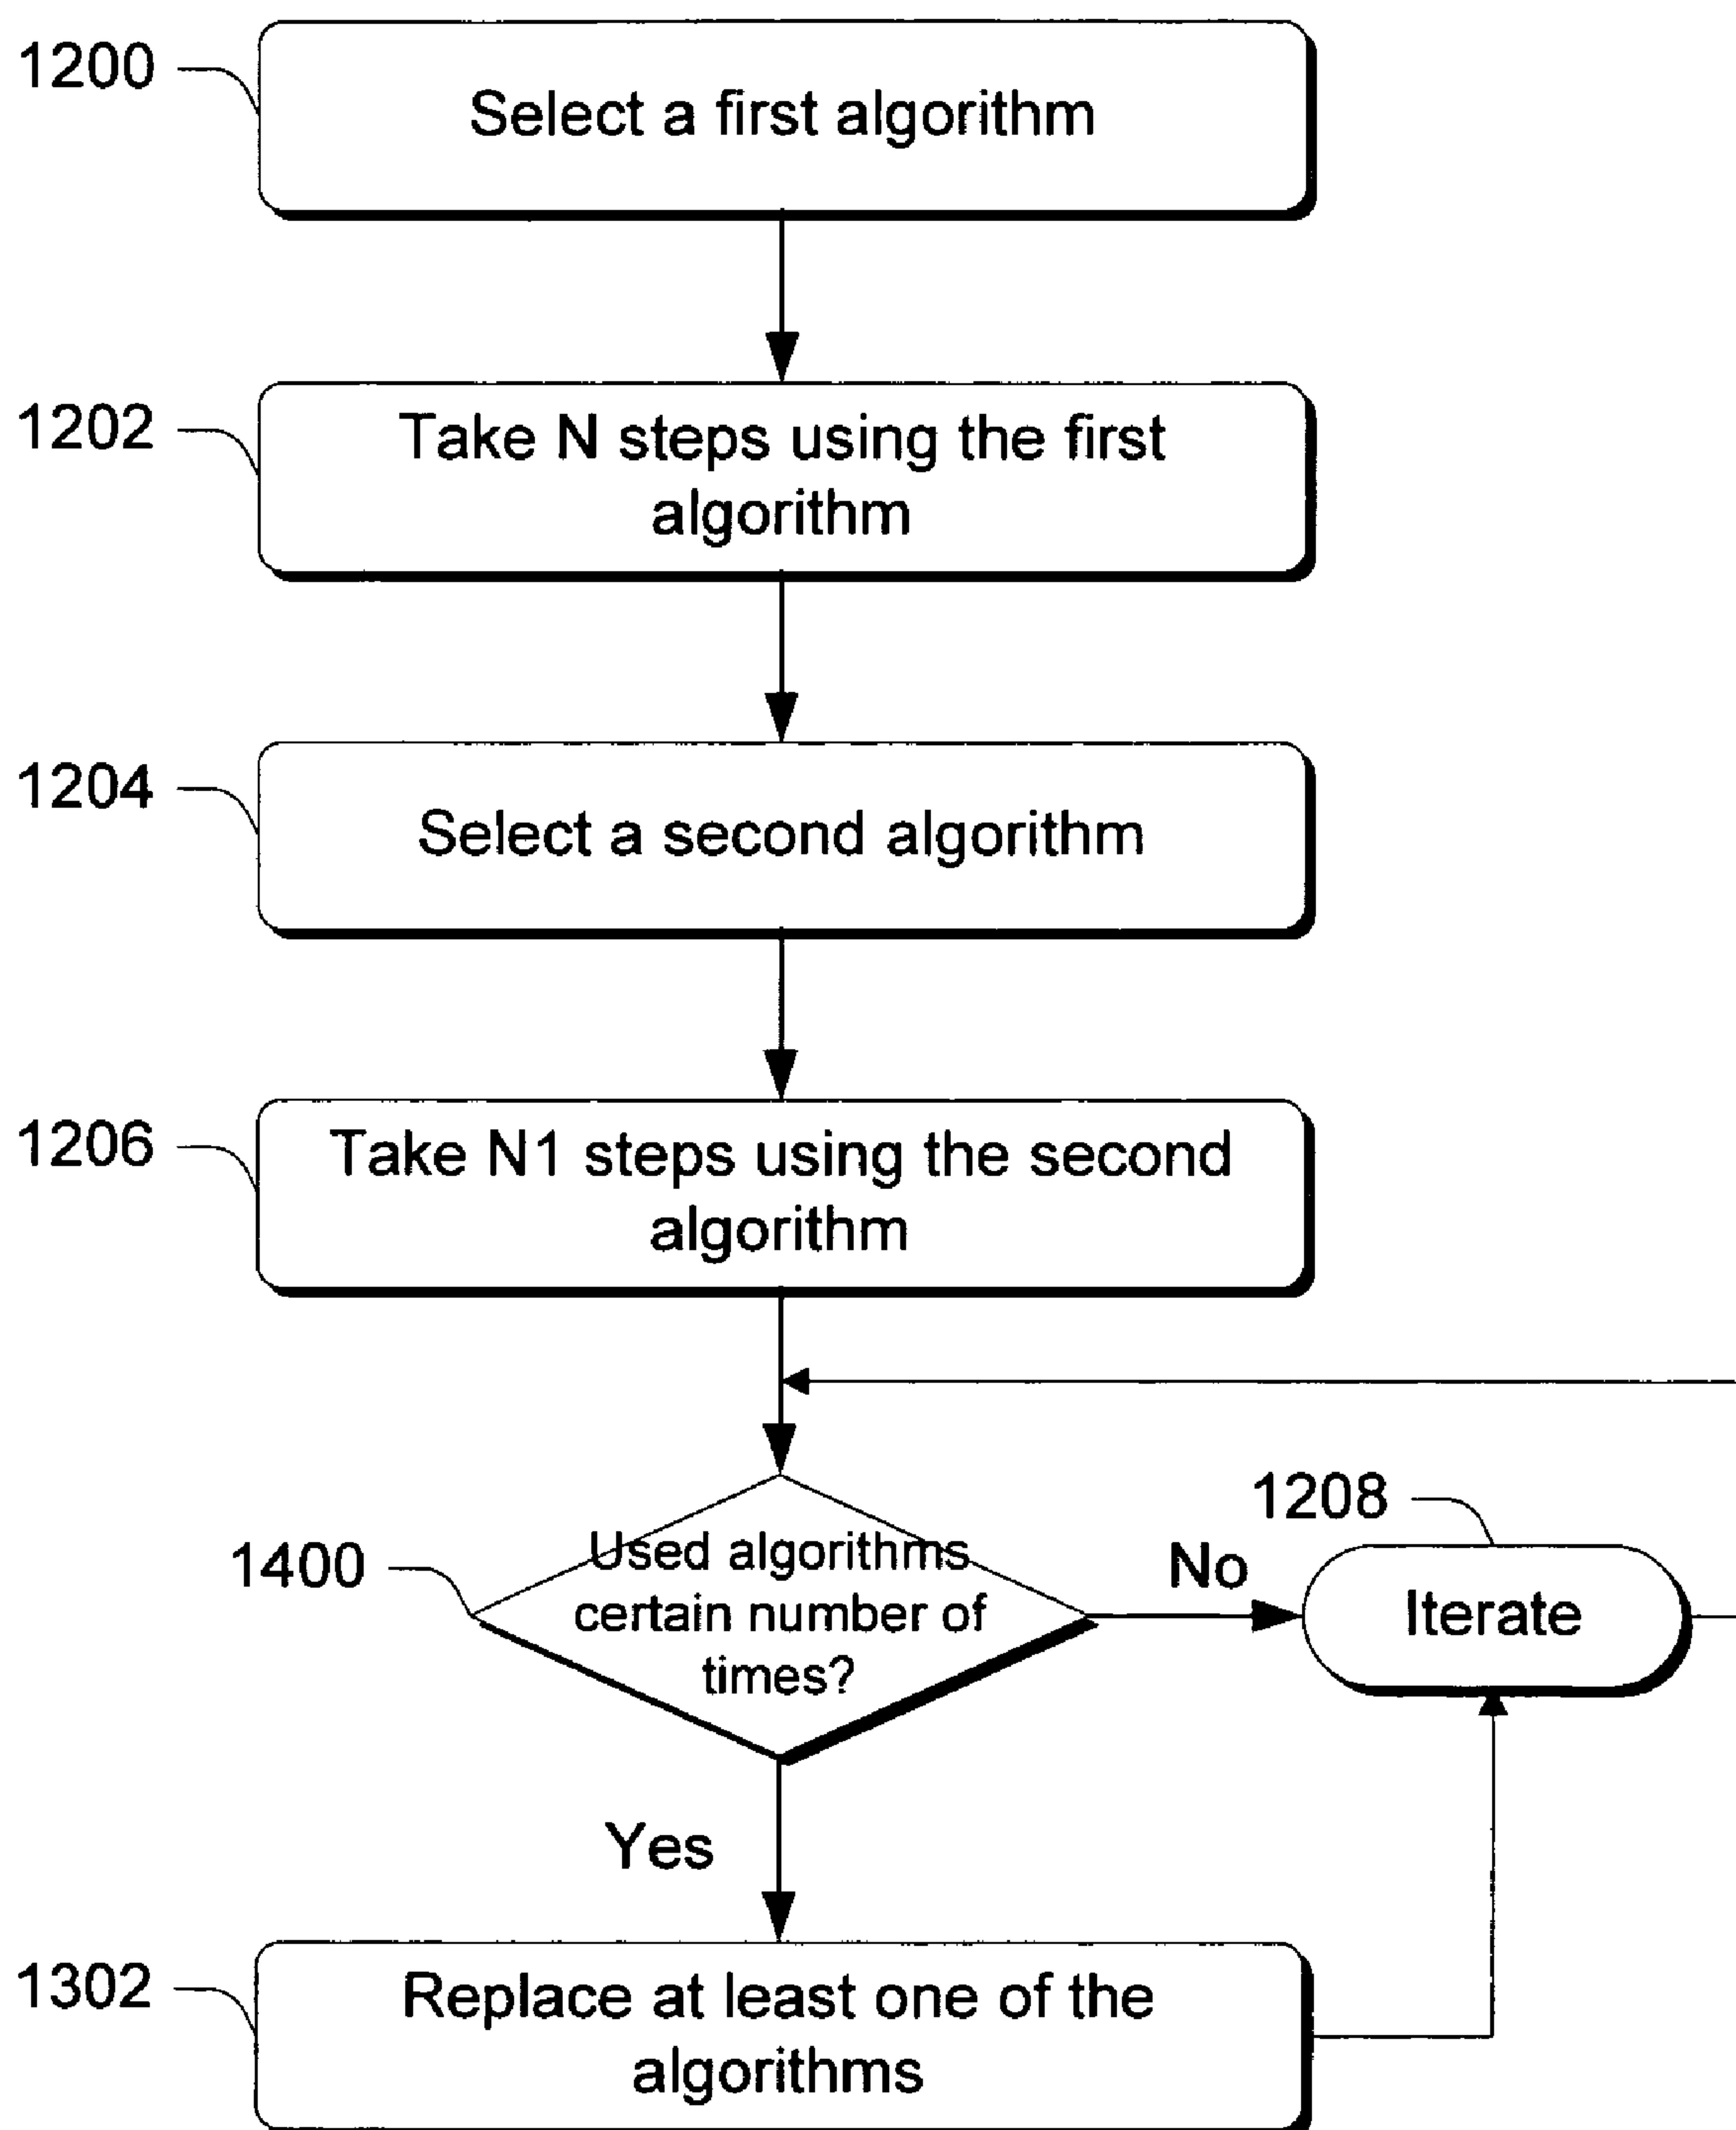 1200
Select a first algorithm
1202
Take N steps using the first
algorithm
1204
Select a second algorithm
1206
Take N1 steps using the second
algorithm
1400
Used algorithms
certain number of
times?
No
1208
Iterate
Yes
1302
Replace at least one of the
algorithms